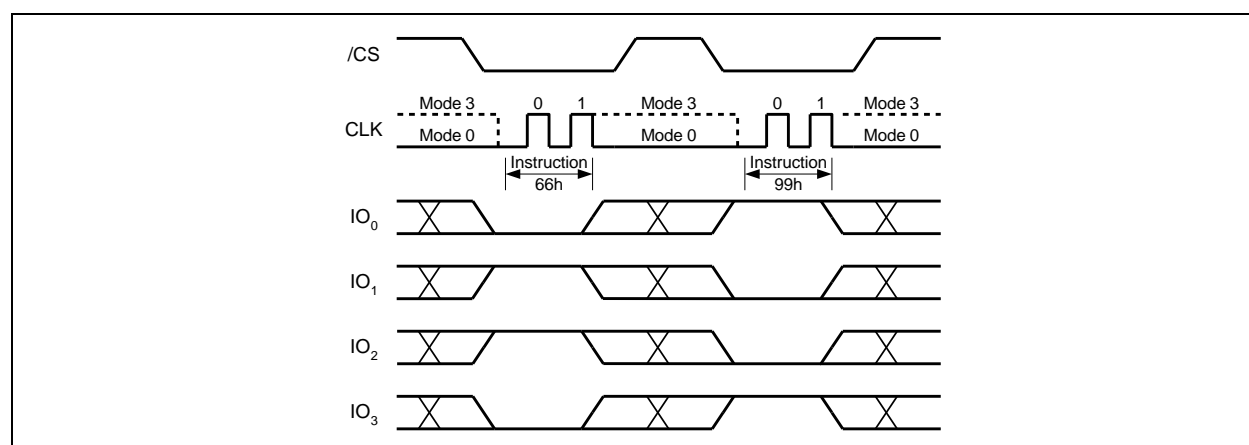 /CS
Mode 3 0 1 Mode 3 0 1 Mode 3
CLK
Mode 0 Mode 0 Mode 0
Instruction Instruction
66h 99h
IO₀
IO₁
IO₂
IO₃